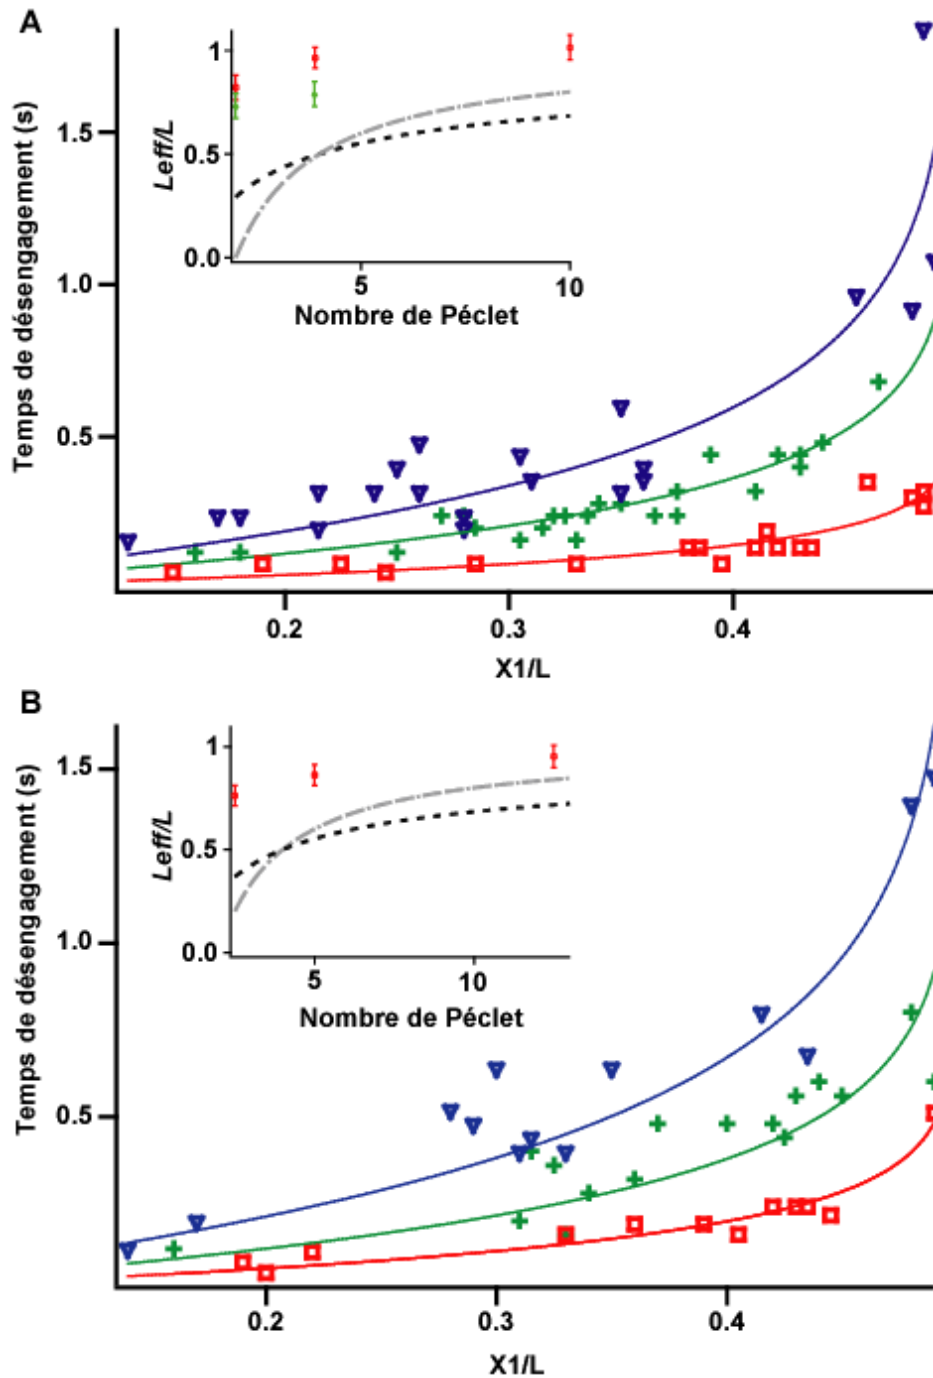 A
Temps de désengagement (s)
1.5
1.0
0.5
0.2
0.3
0.4
X1/L
Leff/L
1
0.5
0.0
5
10
Nombre de Péclet
B
Temps de désengagement (s)
1.5
1.0
0.5
0.2
0.3
0.4
X1/L
Leff/L
1
0.5
0.0
5
10
Nombre de Péclet